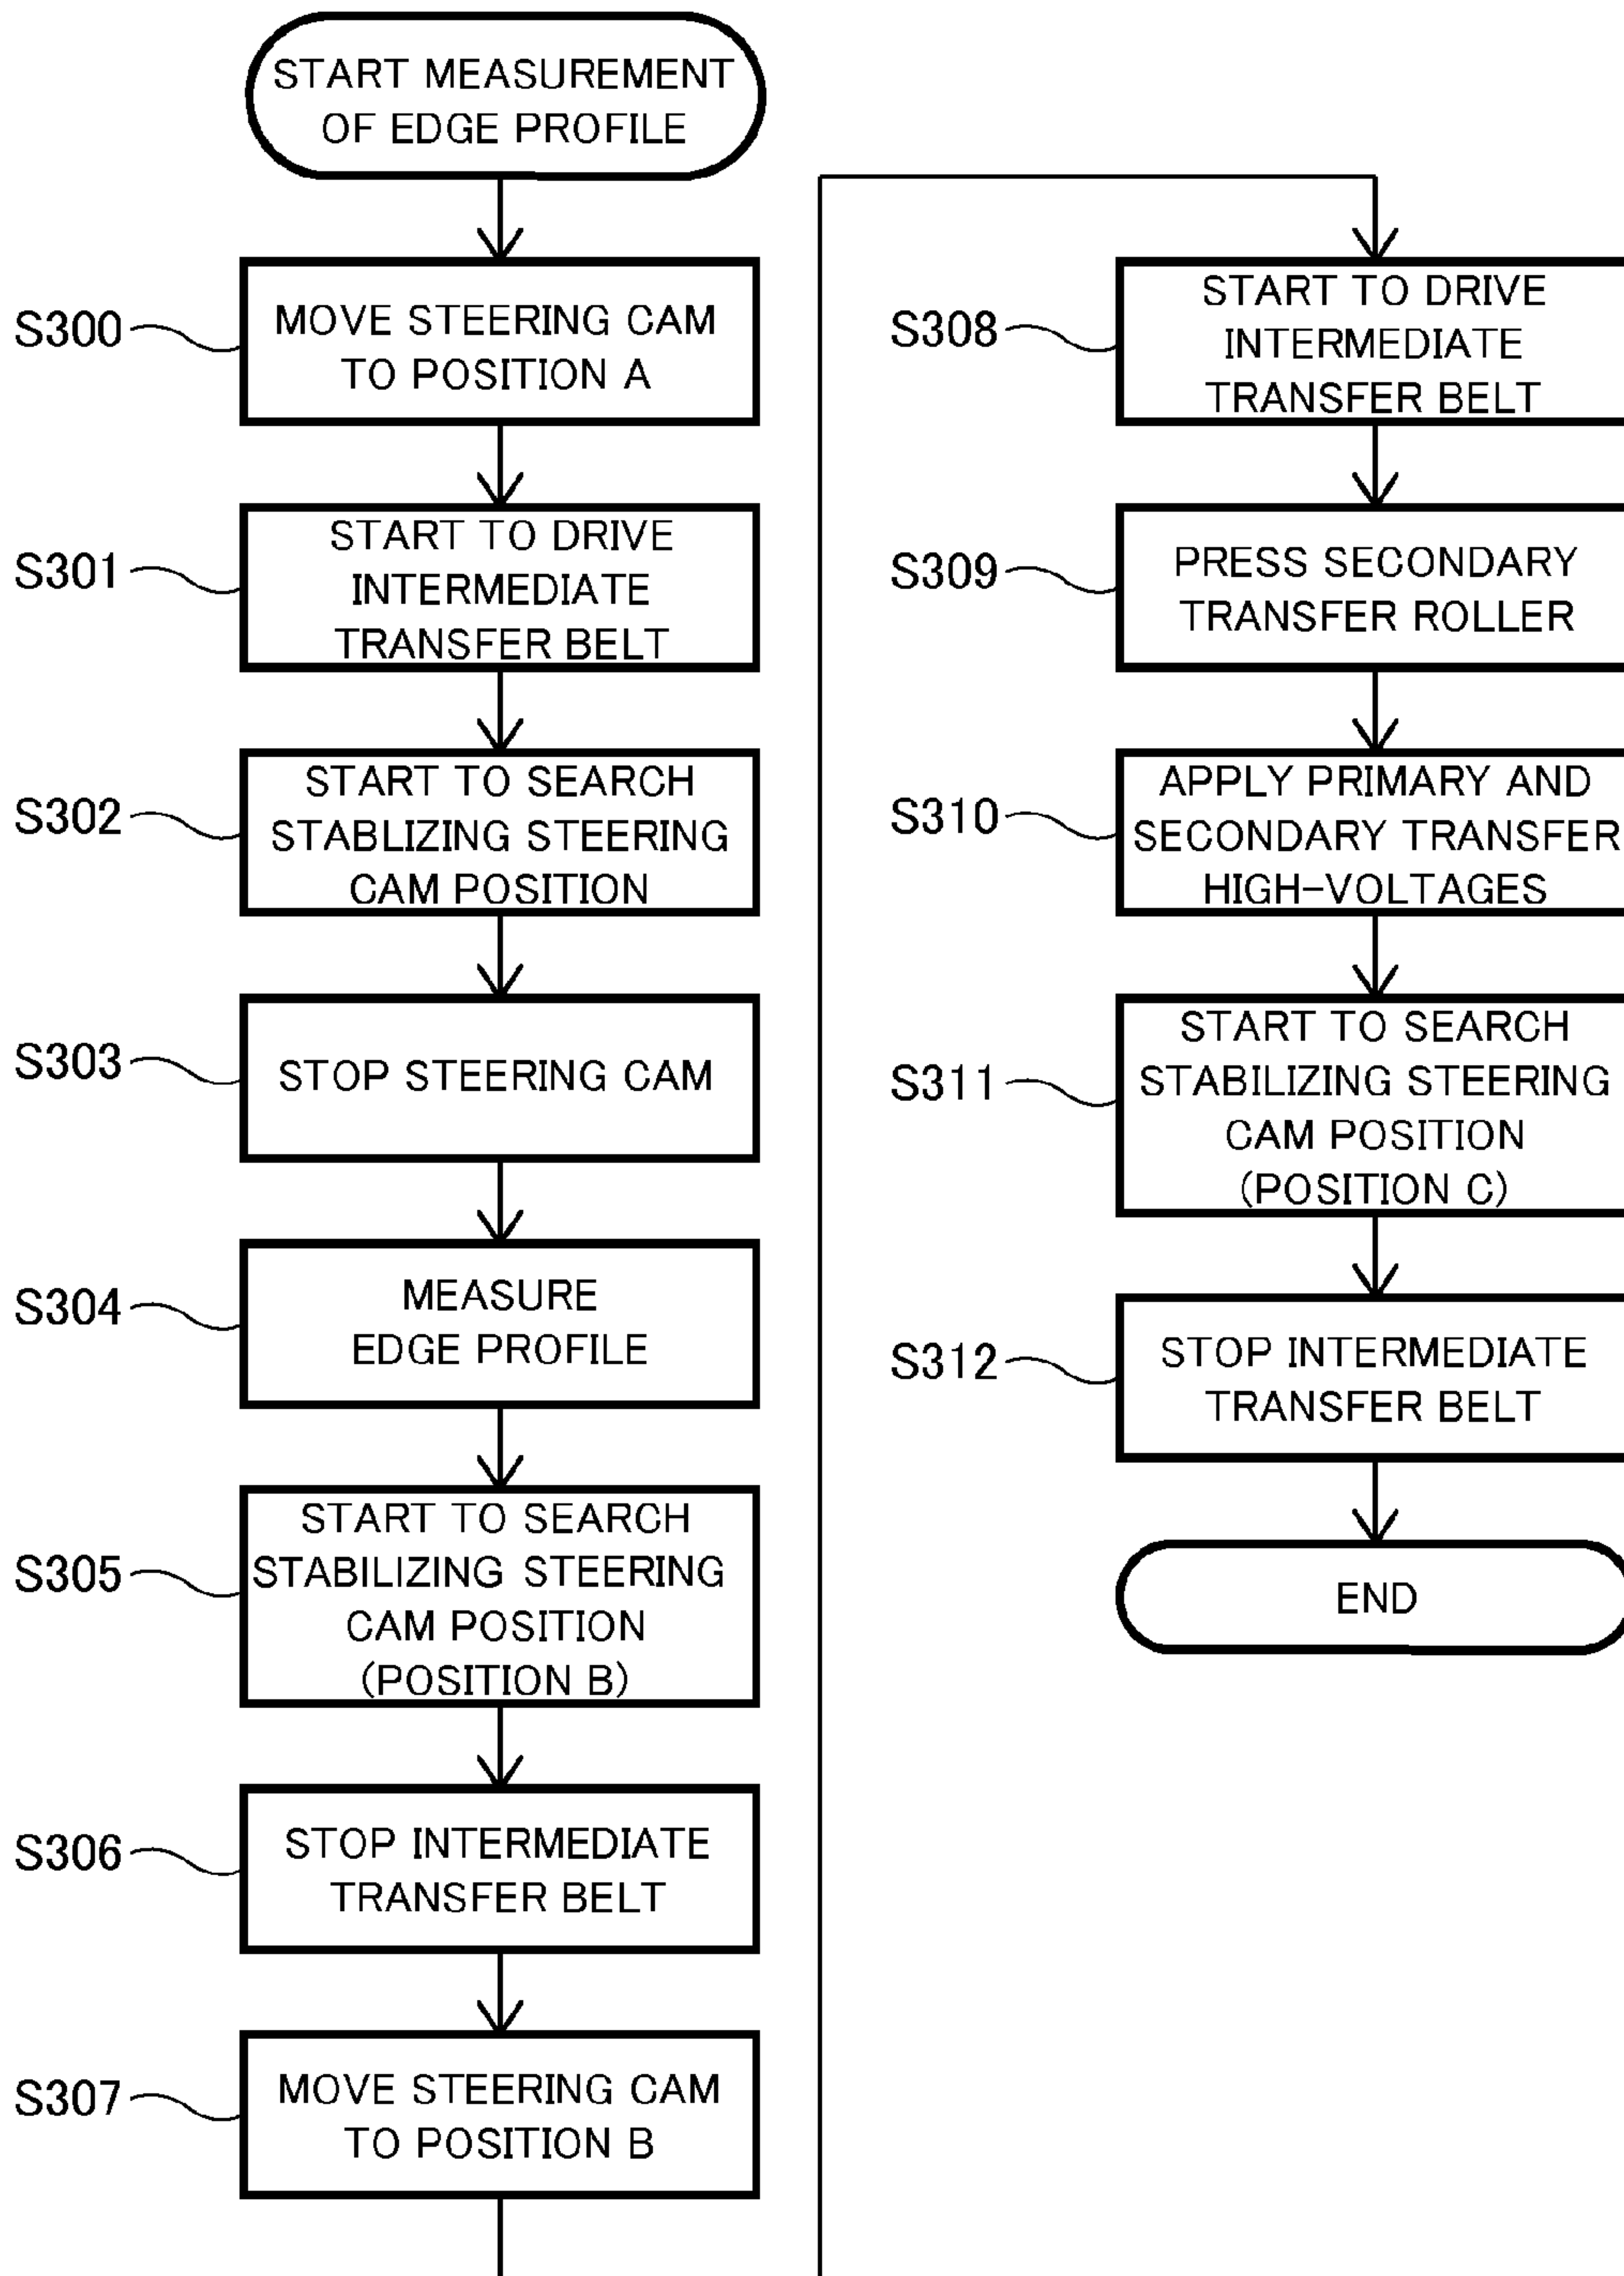 START MEASUREMENT
OF EDGE PROFILE
S300
MOVE STEERING CAM
TO POSITION A
S301
START TO DRIVE
INTERMEDIATE
TRANSFER BELT
S302
START TO SEARCH
STABLIZING STEERING
CAM POSITION
S303
STOP STEERING CAM
S304
MEASURE
EDGE PROFILE
S305
START TO SEARCH
STABILIZING STEERING
CAM POSITION
(POSITION B)
S306
STOP INTERMEDIATE
TRANSFER BELT
S307
MOVE STEERING CAM
TO POSITION B
S308
START TO DRIVE
INTERMEDIATE
TRANSFER BELT
S309
PRESS SECONDARY
TRANSFER ROLLER
S310
APPLY PRIMARY AND
SECONDARY TRANSFER
HIGH-VOLTAGES
S311
START TO SEARCH
STABILIZING STEERING
CAM POSITION
(POSITION C)
S312
STOP INTERMEDIATE
TRANSFER BELT
END